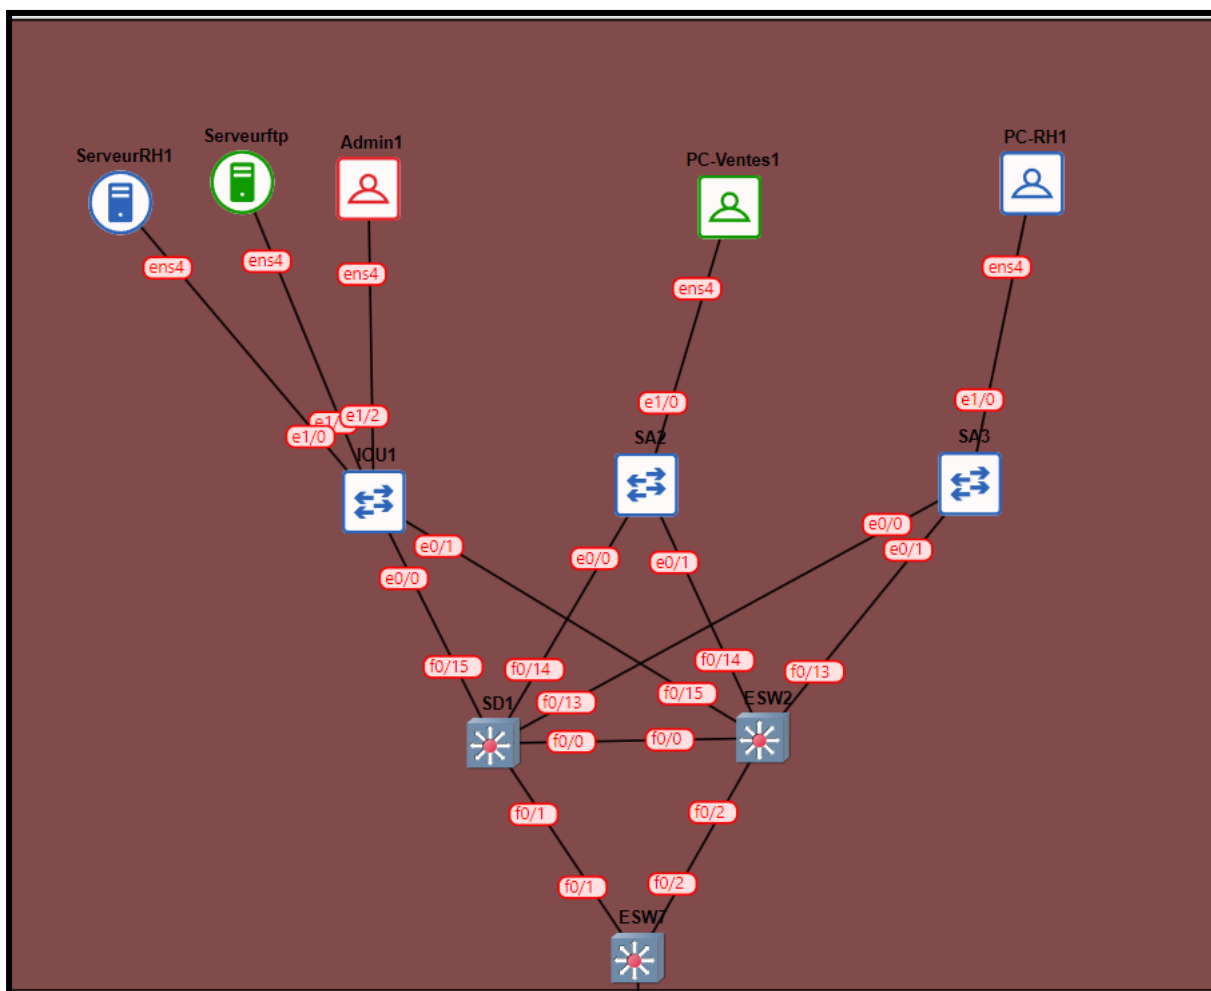 Serveurftp
Admin1
PC-RH1
ServeurRH1
PC-Ventes1
ens4
ens4
ens4
ens4
ens4
e1/0
e1/2
e1/0
e1/0
IOU1
SA2
SA3
e0/1
e0/0
e0/0
e0/1
e0/0
e0/1
f0/15
f0/14
f0/13
f0/15
f0/14
f0/13
SD1
ESW2
f0/0
f0/0
f0/1
f0/2
f0/1
f0/2
ESW7